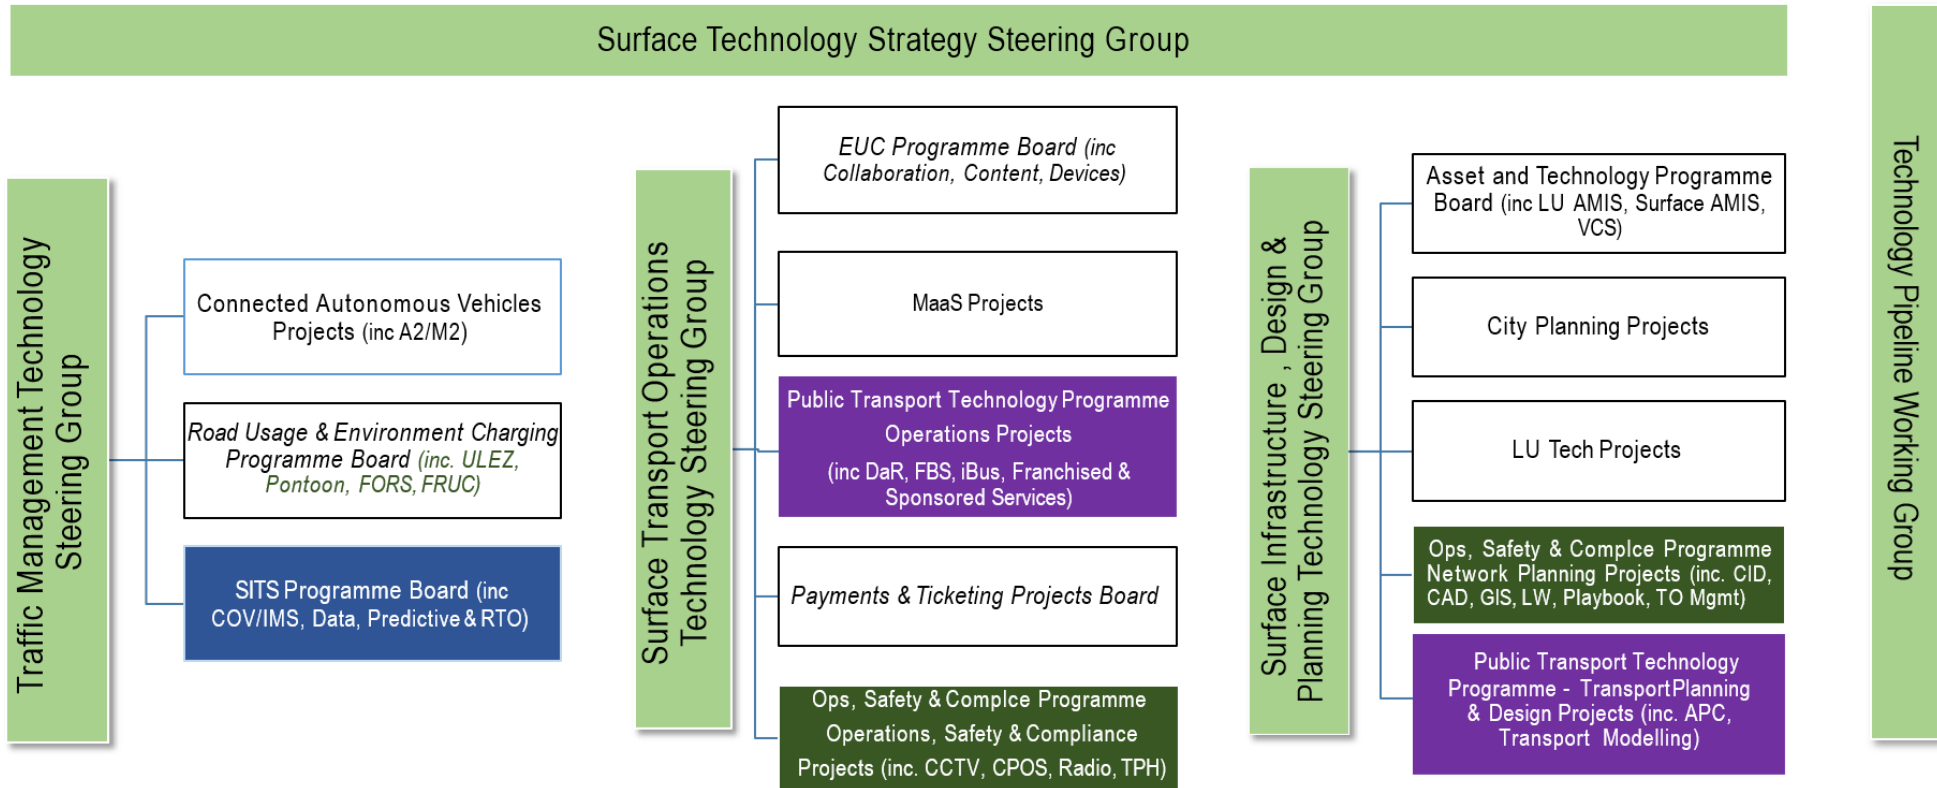 Surface Technology Strategy Steering Group
Traffic Management Technology
Steering Group
Connected Autonomous Vehicles
Projects (inc A2/M2)
Road Usage & Environment Charging
Programme Board (inc. ULEZ,
Pontoon, FORS, FRUC)
SITS Programme Board (inc
COV/IMS, Data, Predictive & RTO)
Surface Transport Operations
Technology Steering Group
EUC Programme Board (inc
Collaboration, Content, Devices)
MaaS Projects
Public Transport Technology Programme
Operations Projects
(inc DaR, FBS, iBus, Franchised &
Sponsored Services)
Payments & Ticketing Projects Board
Ops, Safety & Complce Programme
Operations, Safety & Compliance
Projects (inc. CCTV, CPOS, Radio, TPH)
Surface Infrastructure , Design &
Planning Technology Steering Group
Asset and Technology Programme
Board (inc LU AMIS, Surface AMIS,
VCS)
City Planning Projects
LU Tech Projects
Ops, Safety & Complce Programme
Network Planning Projects (inc. CID,
CAD, GIS, LW, Playbook, TO Mgmt)
Public Transport Technology
Programme - Transport Planning
& Design Projects (inc. APC,
Transport Modelling)
Technology Pipeline Working Group